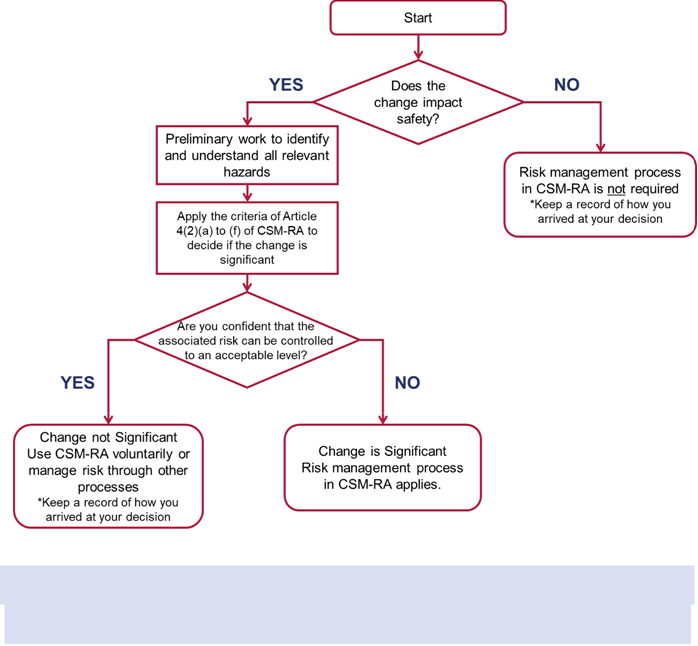 Start
Does the
change impact
safety?
YES
NO
Preliminary work to identify
and understand all relevant
hazards
Risk management process
in CSM-RA is not required
*Keep a record of how you
arrived at your decision
Apply the criteria of Article
4(2)(a) to (f) of CSM-RA to
decide if the change is
significant
Are you confident that the
associated risk can be controlled
to an acceptable level?
YES
NO
Change not Significant
Use CSM-RA voluntarily or
manage risk through other
processes
*Keep a record of how you
arrived at your decision
Change is Significant
Risk management process
in CSM-RA applies.